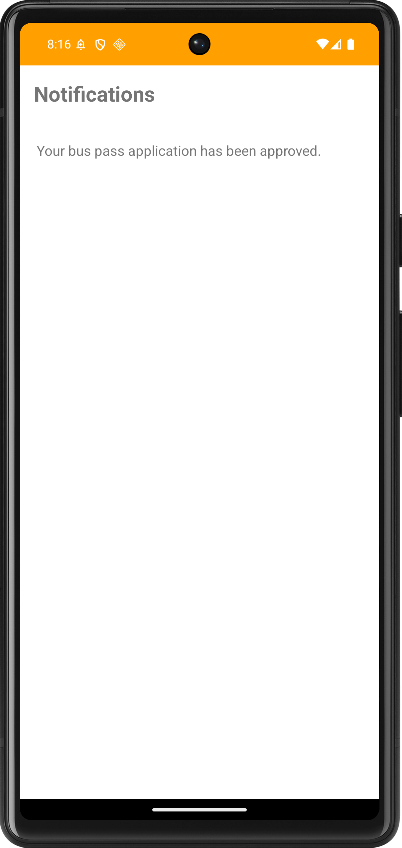 8:16
Notifications
Your bus pass application has been approved.